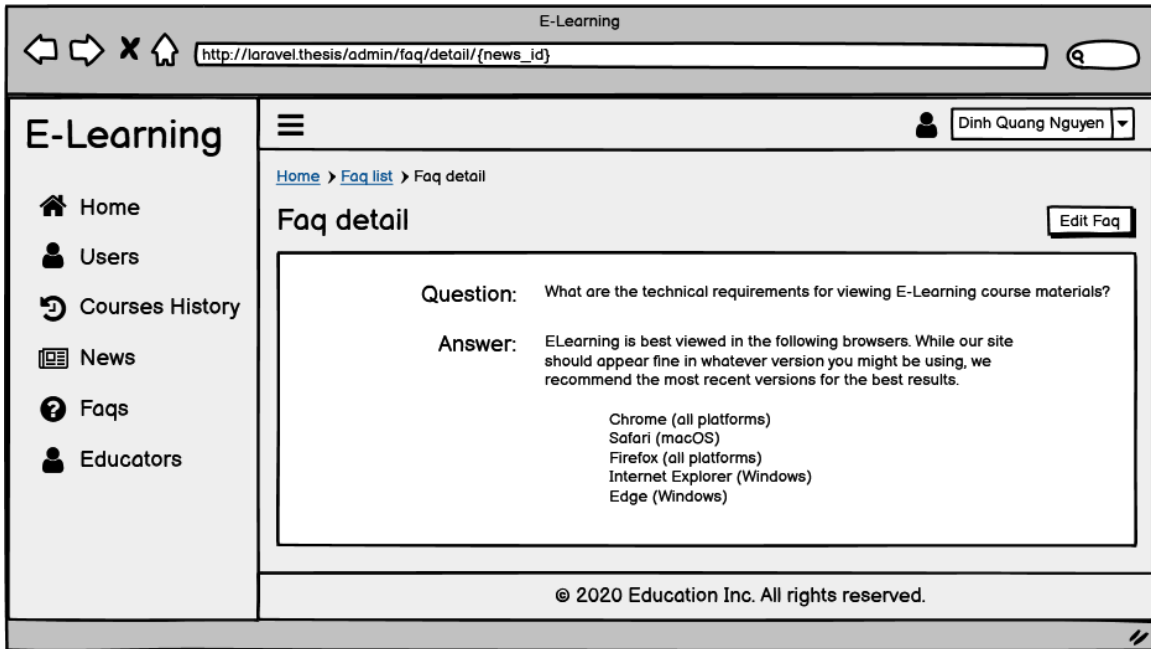 E-Learning
http://laravel.thesis/admin/faq/detail/{news_id}
E-Learning
Home
Users
Courses History
News
Faqs
Educators
Dinh Quang Nguyen
Home > Faq list > Faq detail
Faq detail
Edit Faq
Question: What are the technical requirements for viewing E-Learning course materials?
Answer: ELearning is best viewed in the following browsers. While our site
should appear fine in whatever version you might be using, we
recommend the most recent versions for the best results.
Chrome (all platforms)
Safari (macOS)
Firefox (all platforms)
Internet Explorer (Windows)
Edge (Windows)
© 2020 Education Inc. All rights reserved.